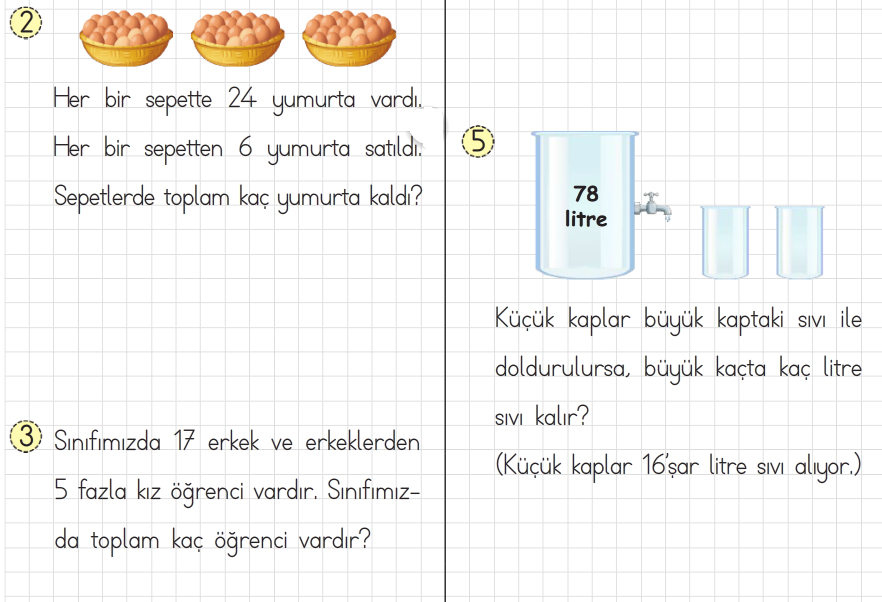 2
Her bir sepette 24 yumurta vardı.
Her bir sepetten 6 yumurta satıldı.
Sepetlerde toplam kaç yumurta kaldı?
3
Sınıfımızda 17 erkek ve erkeklerden
5 fazla kız öğrenci vardır. Sınıfımız-
da toplam kaç öğrenci vardır?
5
78
litre
Küçük kaplar büyük kaptaki sıvı ile
doldurulursa, büyük kaçta kaç litre
sıvı kalır?
(Küçük kaplar 16'şar litre sıvı alıyor.)